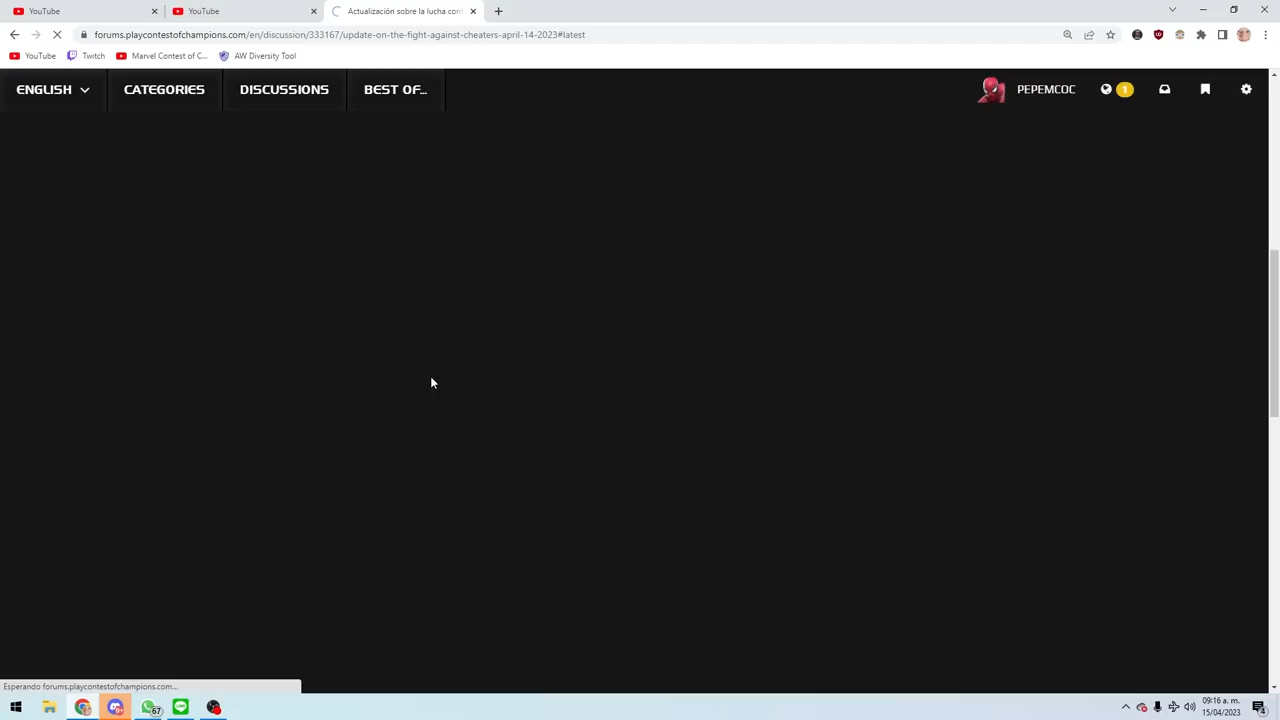 YouTube
YouTube
Actualización sobre la lucha con
forums.playcontestofchampions.com/en/discussion/333167/update-on-the-fight-against-cheaters-april-14-2023#latest
YouTube Twitch Marvel Contest of C... AW Diversity Tool
ENGLISH CATEGORIES DISCUSSIONS BEST OF... PEPEMCOC 1
Esperando forums.playcontestofchampions.com...
67
09:16 a. m.
15/04/2023
4